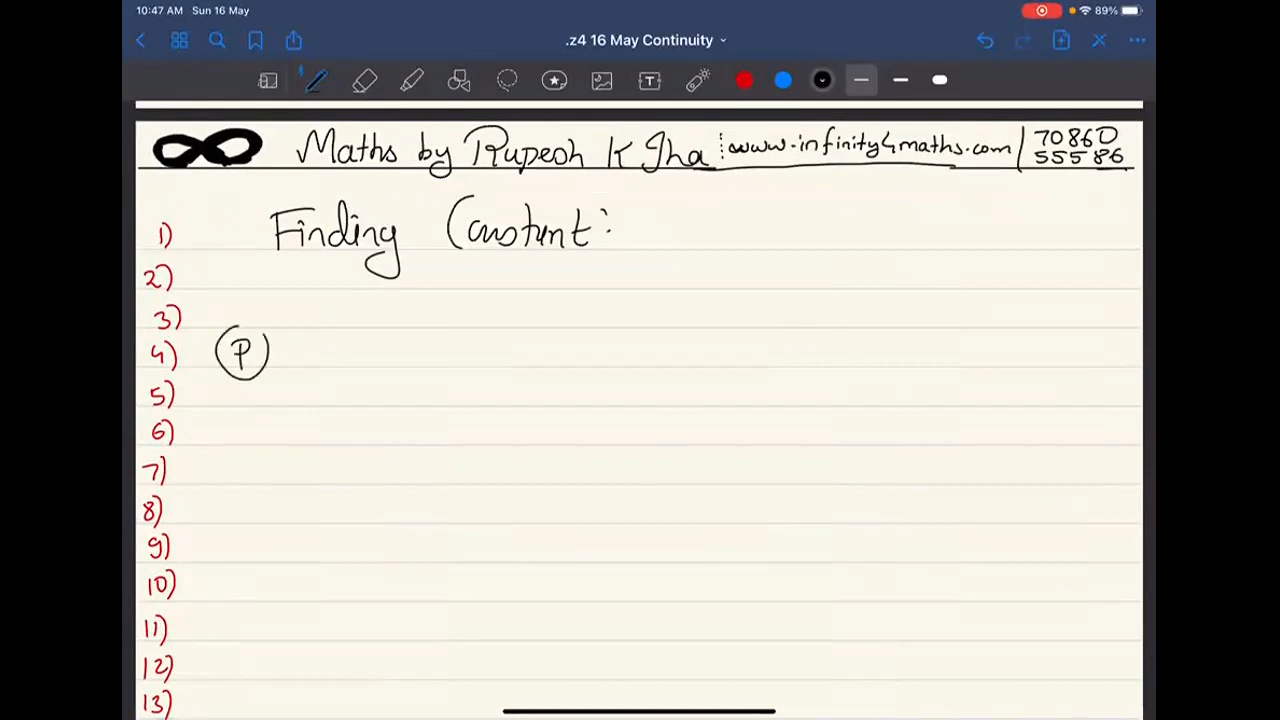 10:47 AM Sun 16 May
89%
.z4 16 May Continuity
Maths by Rupesh K Jha www.infinity4maths.com 70860 55586
1) Finding Constant:
2)
3)
4) P
5)
6)
7)
8)
9)
10)
11)
12)
13)